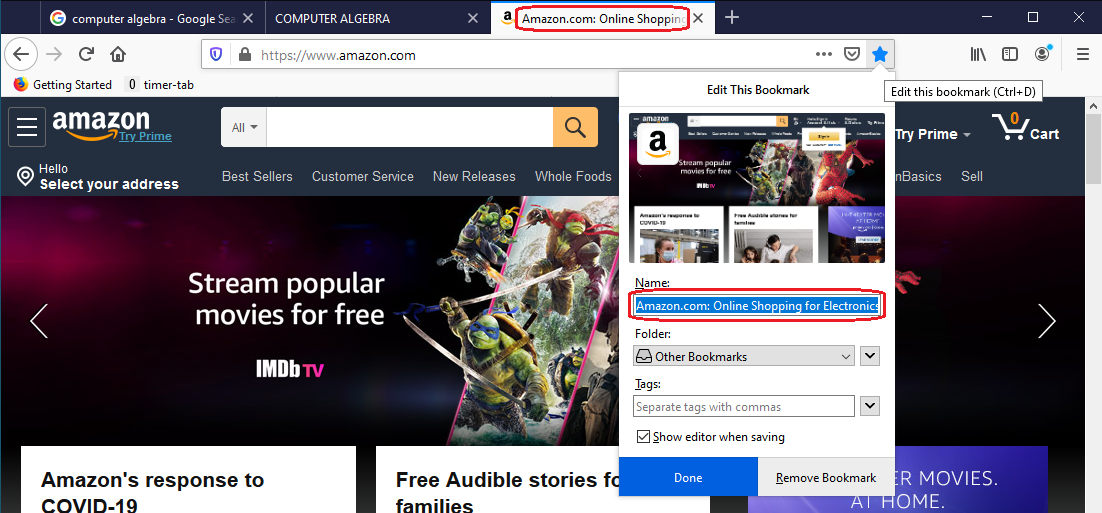 computer algebra - Google Sea
COMPUTER ALGEBRA
Amazon.com: Online Shopping
https://www.amazon.com
Getting Started
timer-tab
Edit This Bookmark
Edit this bookmark (Ctrl+D)
amazon
Try Prime
All
Try Prime
0
Cart
Hello
Select your address
Best Sellers
Customer Service
New Releases
Whole Foods
nBasics
Sell
Stream popular
movies for free
IMDb TV
amazon
Stream popular
movies for free
IMDb TV
Amazon's response to
COVID-19
Free Audible stories for
families
Name:
Amazon.com: Online Shopping for Electronics
Folder:
Other Bookmarks
Tags:
Separate tags with commas
Show editor when saving
Done
Remove Bookmark
Amazon's response to
COVID-19
Free Audible stories fo
families
ER MOVIES.
AT HOME.